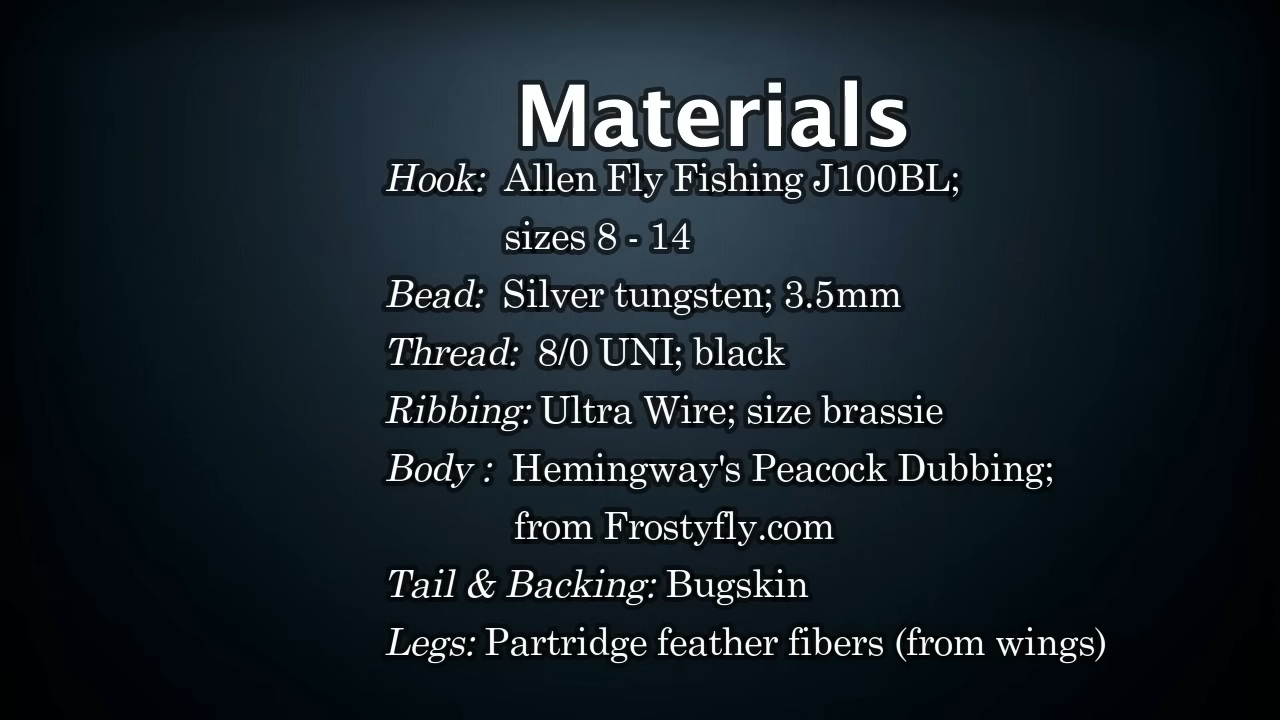 Materials
Hook: Allen Fly Fishing J100BL;
sizes 8 - 14
Bead: Silver tungsten; 3.5mm
Thread: 8/0 UNI; black
Ribbing: Ultra Wire; size brassie
Body : Hemingway's Peacock Dubbing;
from Frostyfly.com
Tail & Backing: Bugskin
Legs: Partridge feather fibers (from wings)